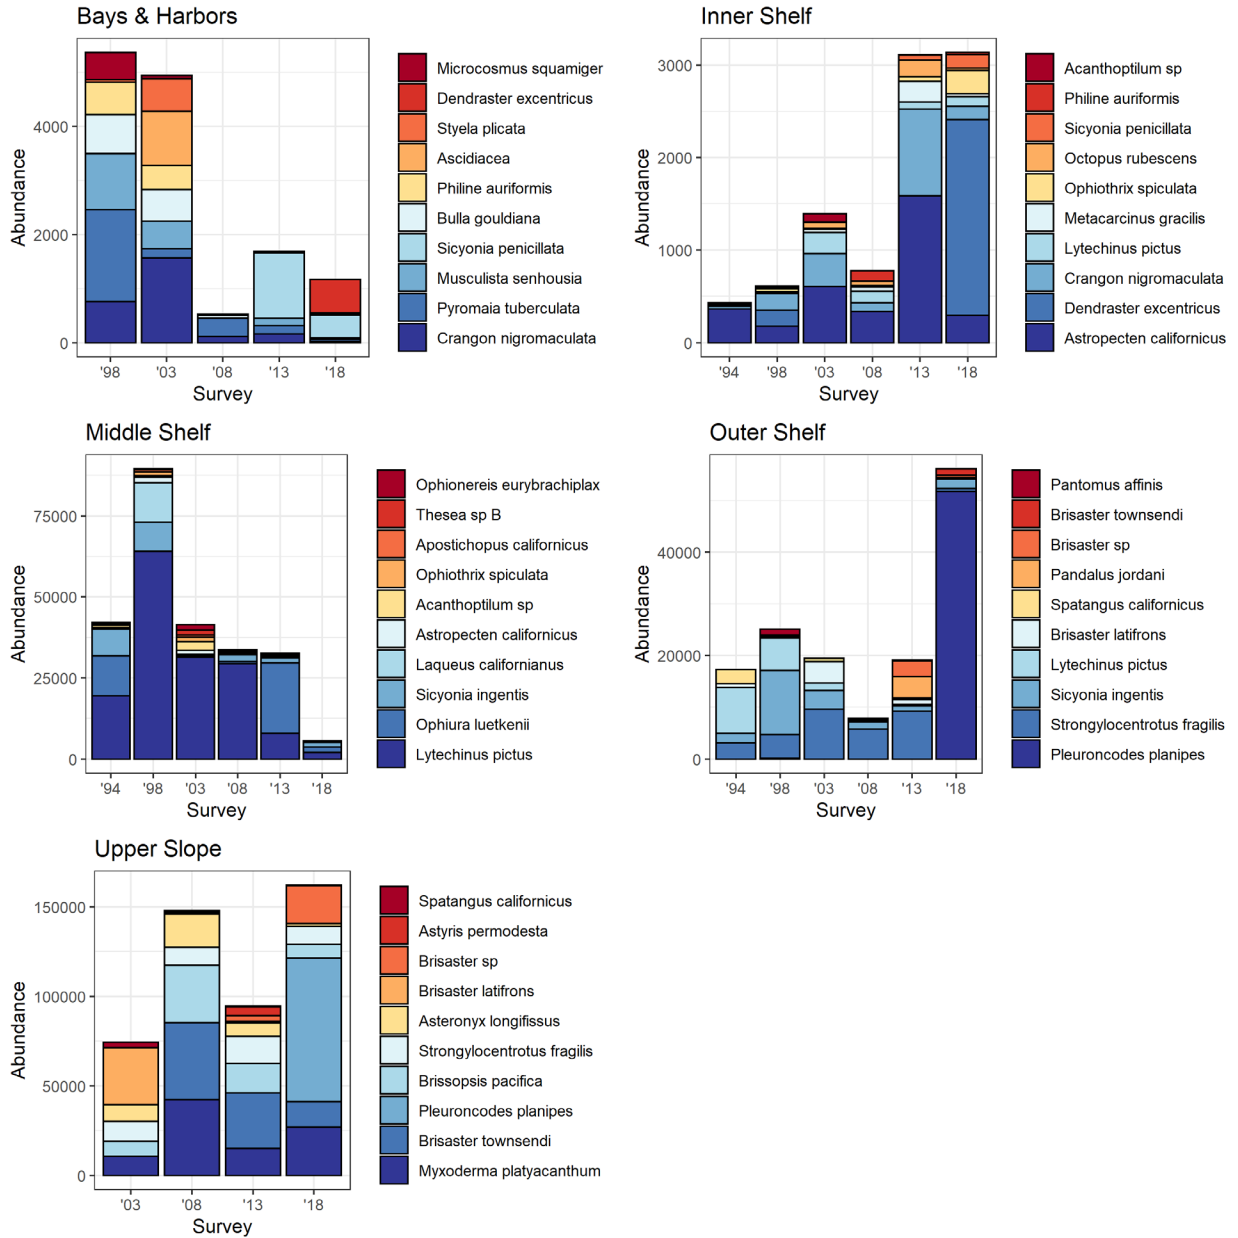 Bays & Harbors
Abundance
4000
2000
0
'98
'03
'08
'13
'18
Survey
Microcosmus squamiger
Dendraster excentricus
Styela plicata
Ascidiacea
Philine auriformis
Bulla gouldiana
Sicyonia penicillata
Musculista senhousia
Pyromaia tuberculata
Crangon nigromaculata
Inner Shelf
Abundance
3000
2000
1000
0
'94
'98
'03
'08
'13
'18
Survey
Acanthoptilum sp
Philine auriformis
Sicyonia penicillata
Octopus rubescens
Ophiothrix spiculata
Metacarcinus gracilis
Lytechinus pictus
Crangon nigromaculata
Dendraster excentricus
Astropecten californicus
Middle Shelf
Abundance
75000
50000
25000
0
'94
'98
'03
'08
'13
'18
Survey
Ophionereis eurybrachiplax
Thesea sp B
Apostichopus californicus
Ophiothrix spiculata
Acanthoptilum sp
Astropecten californicus
Laqueus californianus
Sicyonia ingentis
Ophiura luetkenii
Lytechinus pictus
Outer Shelf
Abundance
40000
20000
0
'94
'98
'03
'08
'13
'18
Survey
Pantomus affinis
Brisaster townsendi
Brisaster sp
Pandalus jordani
Spatangus californicus
Brisaster latifrons
Lytechinus pictus
Sicyonia ingentis
Strongylocentrotus fragilis
Pleuroncodes planipes
Upper Slope
Abundance
150000
100000
50000
0
'03
'08
'13
'18
Survey
Spatangus californicus
Astyris permodesta
Brisaster sp
Brisaster latifrons
Asteronyx longifissus
Strongylocentrotus fragilis
Brissopsis pacifica
Pleuroncodes planipes
Brisaster townsendi
Myxoderma platyacanthum